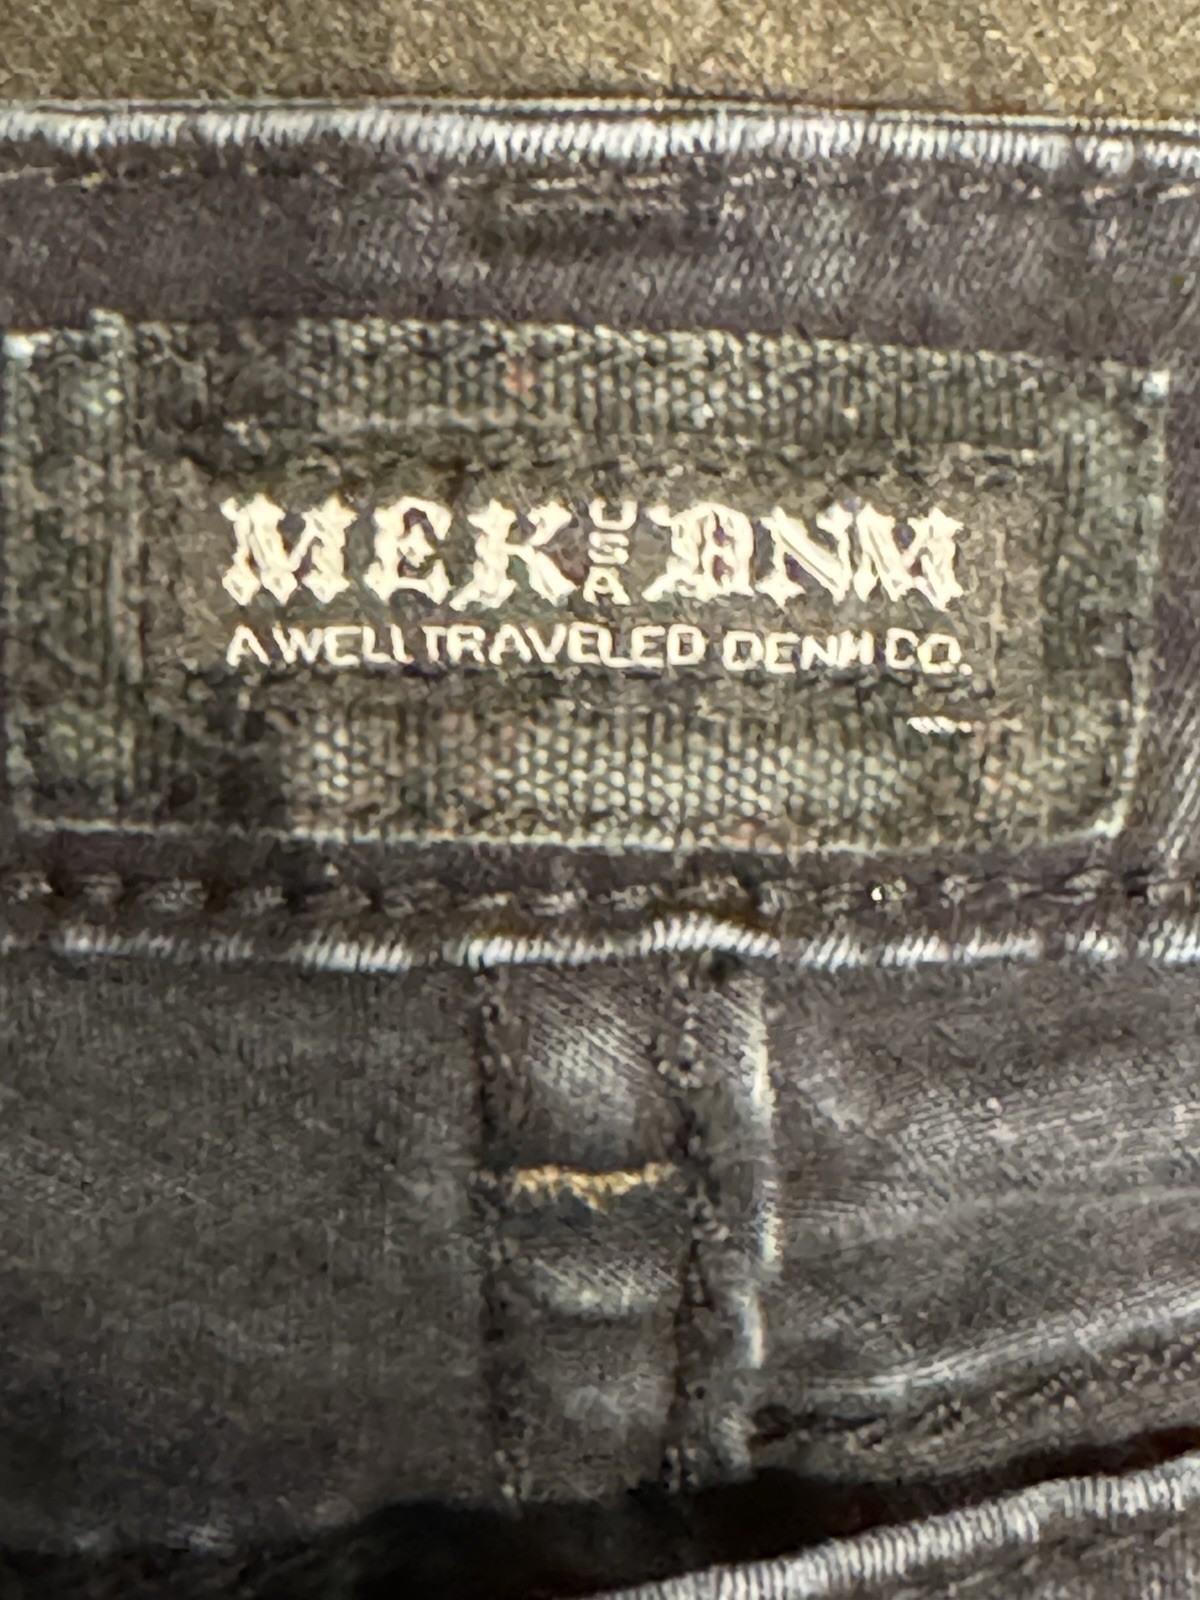 MEK USA DNM
A WELL TRAVELED DENIM CO.